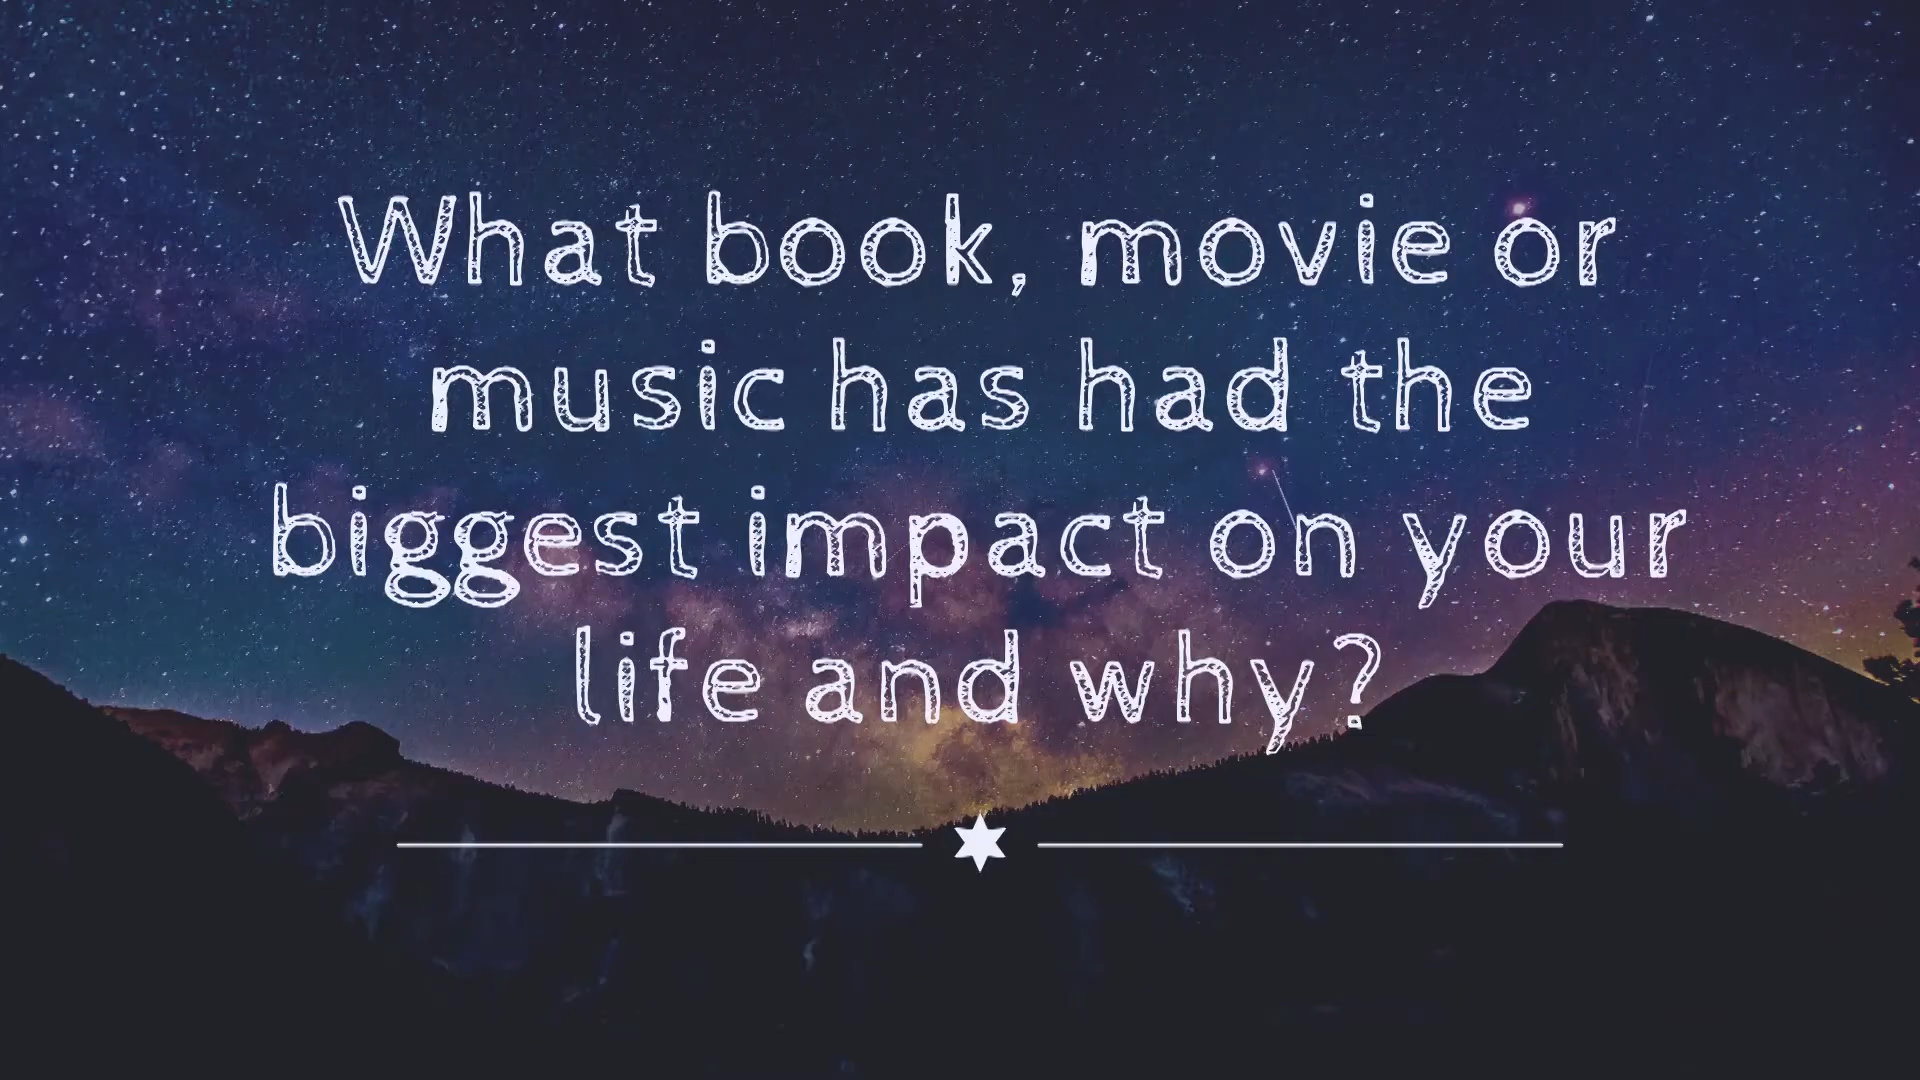 What book, movie or
music has had the
biggest impact on your
life and why?